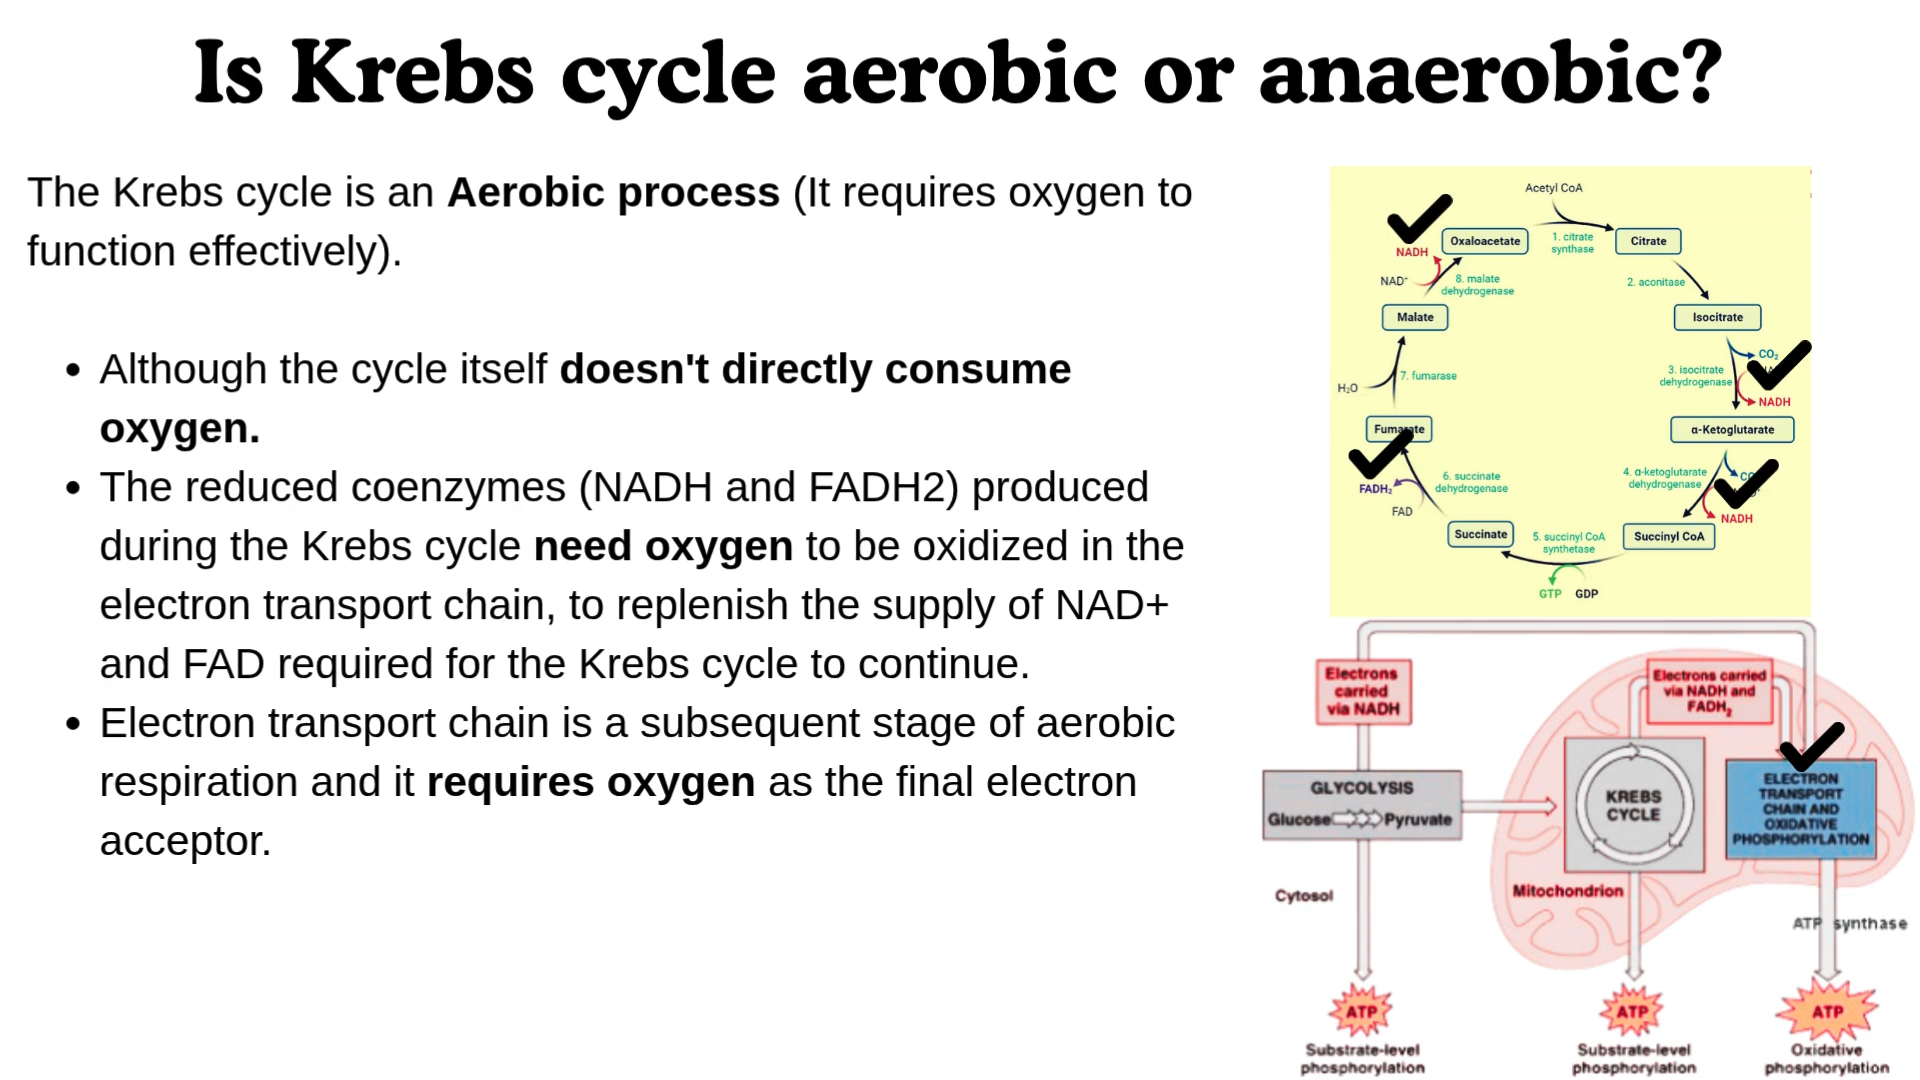 Is Krebs cycle aerobic or anaerobic?
The Krebs cycle is an Aerobic process (It requires oxygen to
function effectively).
• Although the cycle itself doesn't directly consume
oxygen.
• The reduced coenzymes (NADH and FADH2) produced
during the Krebs cycle need oxygen to be oxidized in the
electron transport chain, to replenish the supply of NAD+
and FAD required for the Krebs cycle to continue.
• Electron transport chain is a subsequent stage of aerobic
respiration and it requires oxygen as the final electron
acceptor.
Acetyl CoA
Oxaloacetate
1. citrate
synthase
Citrate
NADH
NAD⁺
8. malate
dehydrogenase
2. aconitase
Malate
Isocitrate
CO₂
3. isocitrate
dehydrogenase
NADH
H₂O
7. fumarase
Fumarate
α-Ketoglutarate
4. α-ketoglutarate
dehydrogenase
NADH
6. succinate
dehydrogenase
FADH₂
FAD
Succinate
5. succinyl CoA
synthetase
Succinyl CoA
GTP GDP
Electrons
carried
via NADH
Electrons carried
via NADH and
FADH₂
GLYCOLYSIS
Glucose Pyruvate
KREBS
CYCLE
ELECTRON
TRANSPORT
CHAIN AND
OXIDATIVE
PHOSPHORYLATION
Cytosol
Mitochondrion
ATP synthase
ATP
Substrate-level
phosphorylation
ATP
Substrate-level
phosphorylation
ATP
Oxidative
phosphorylation